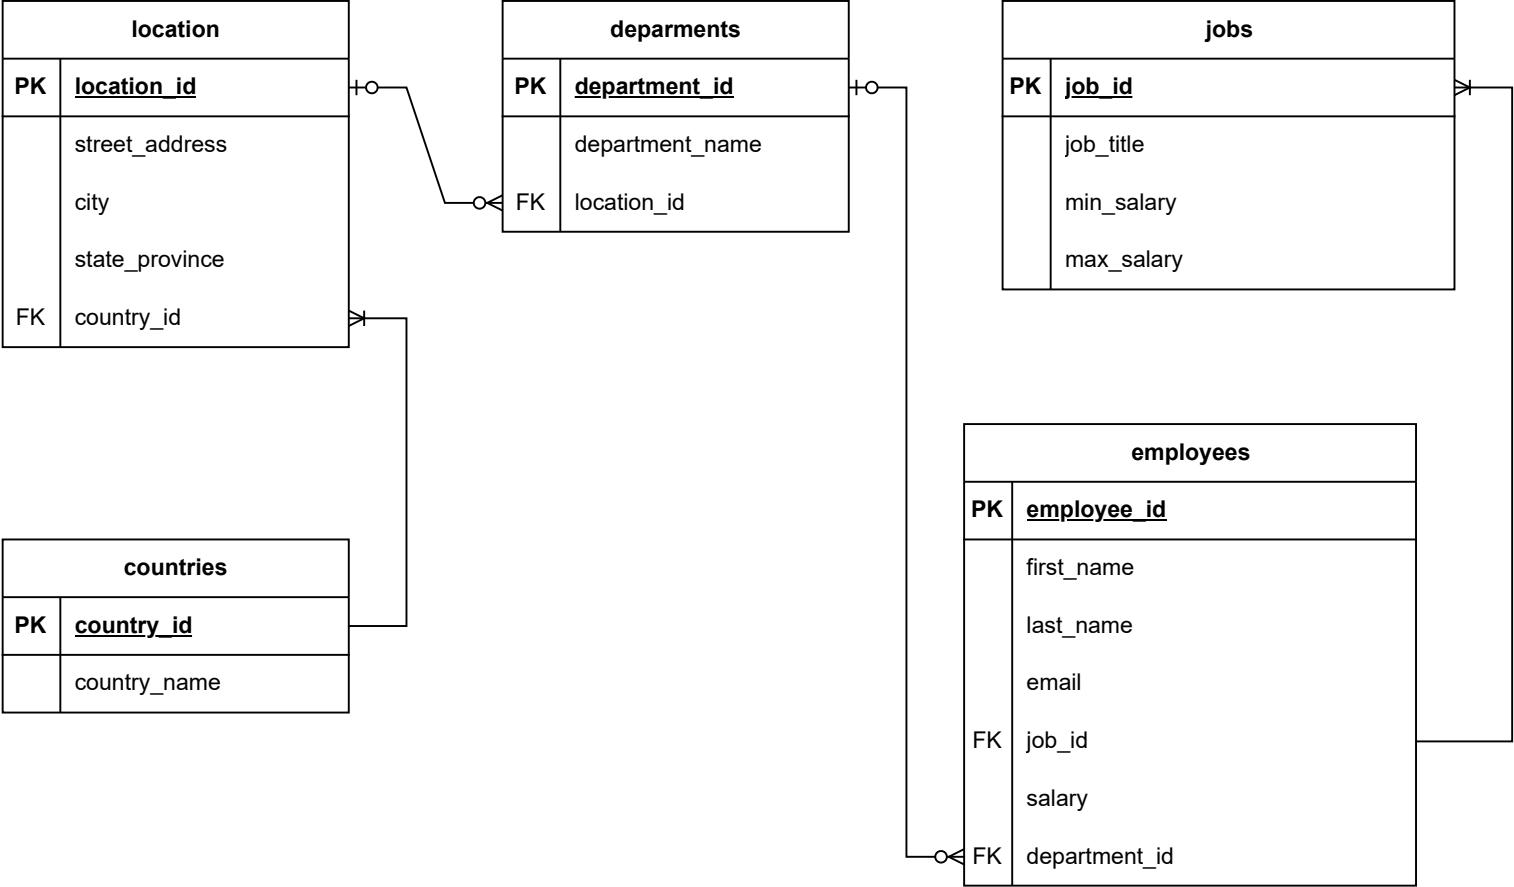 location
PK location_id
street_address
city
state_province
FK country_id
deparments
PK department_id
department_name
FK location_id
jobs
PK job_id
job_title
min_salary
max_salary
countries
PK country_id
country_name
employees
PK employee_id
first_name
last_name
email
FK job_id
salary
FK department_id